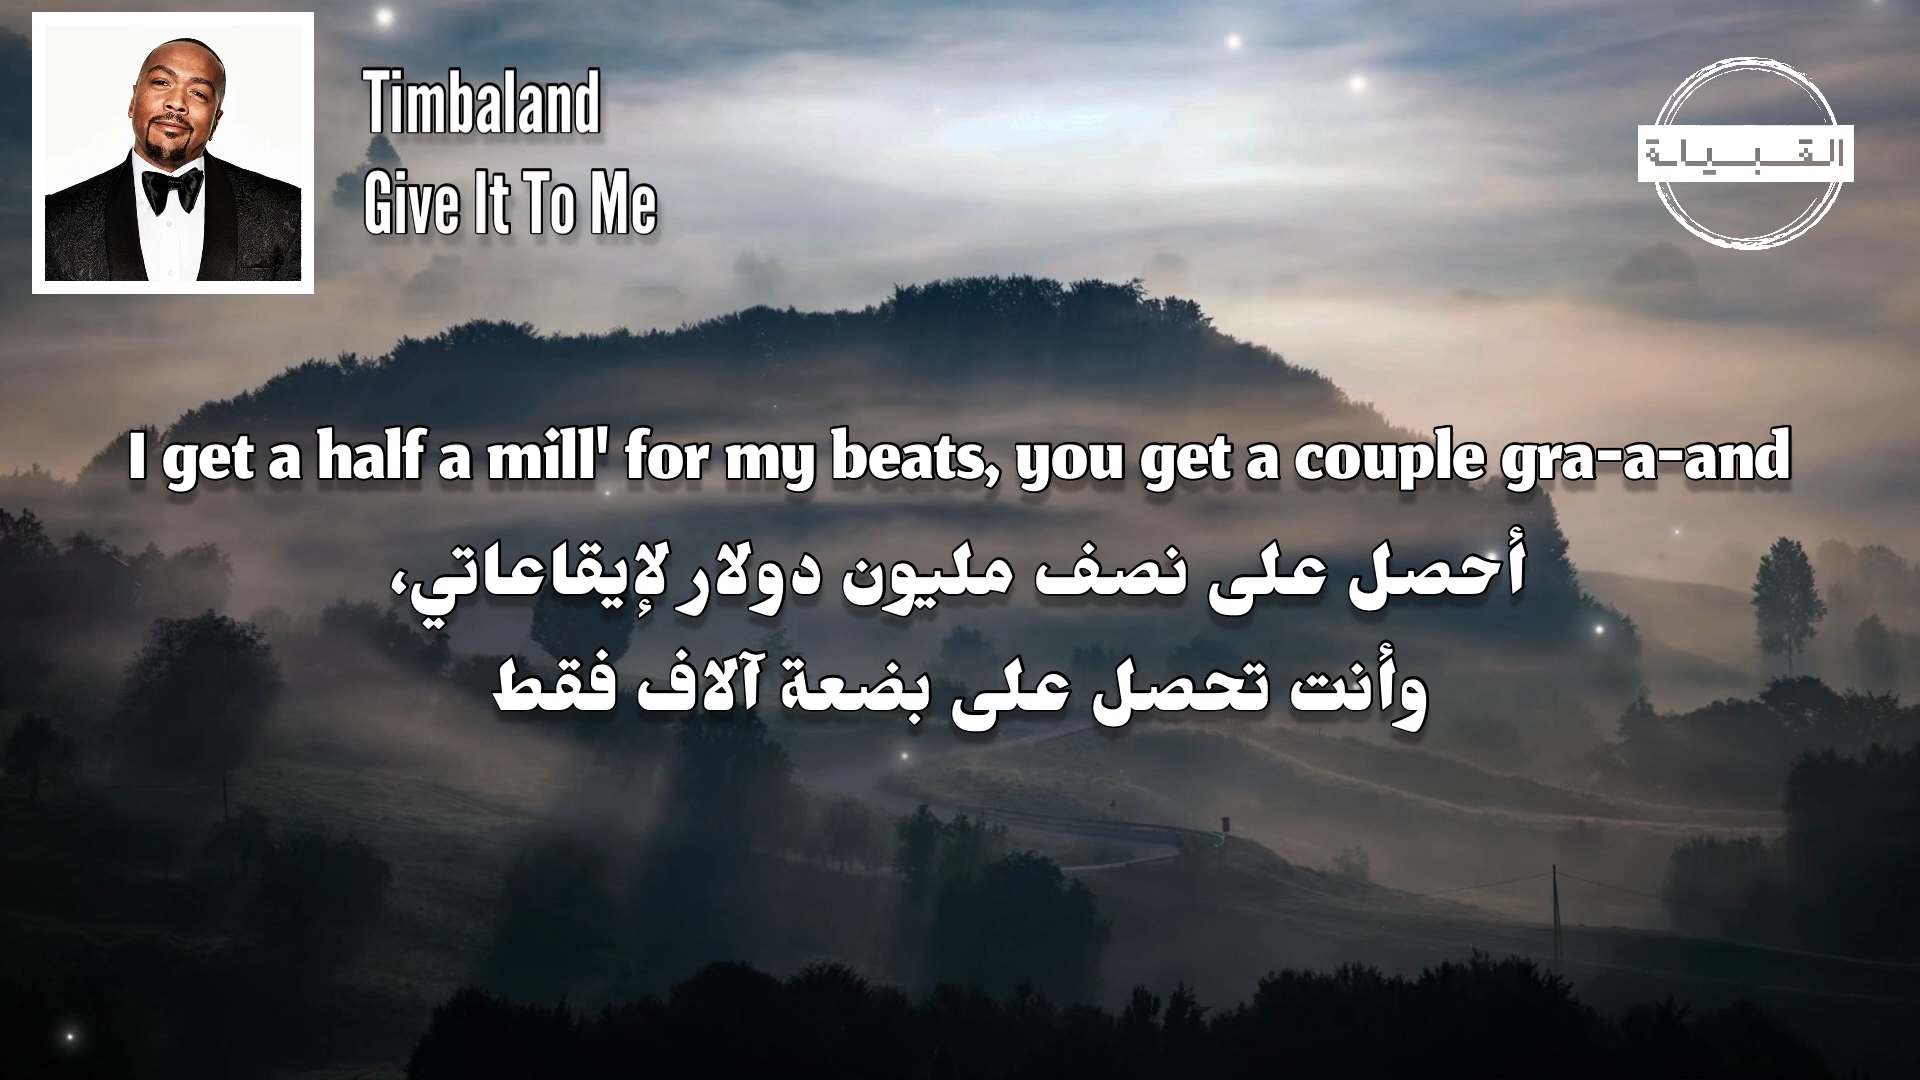 Timbaland
Give It To Me
القبيلة
I get a half a mill' for my beats, you get a couple gra-a-and
أحصل على نصف مليون دولار لإيقاعاتي،
وأنت تحصل على بضعة آلاف فقط